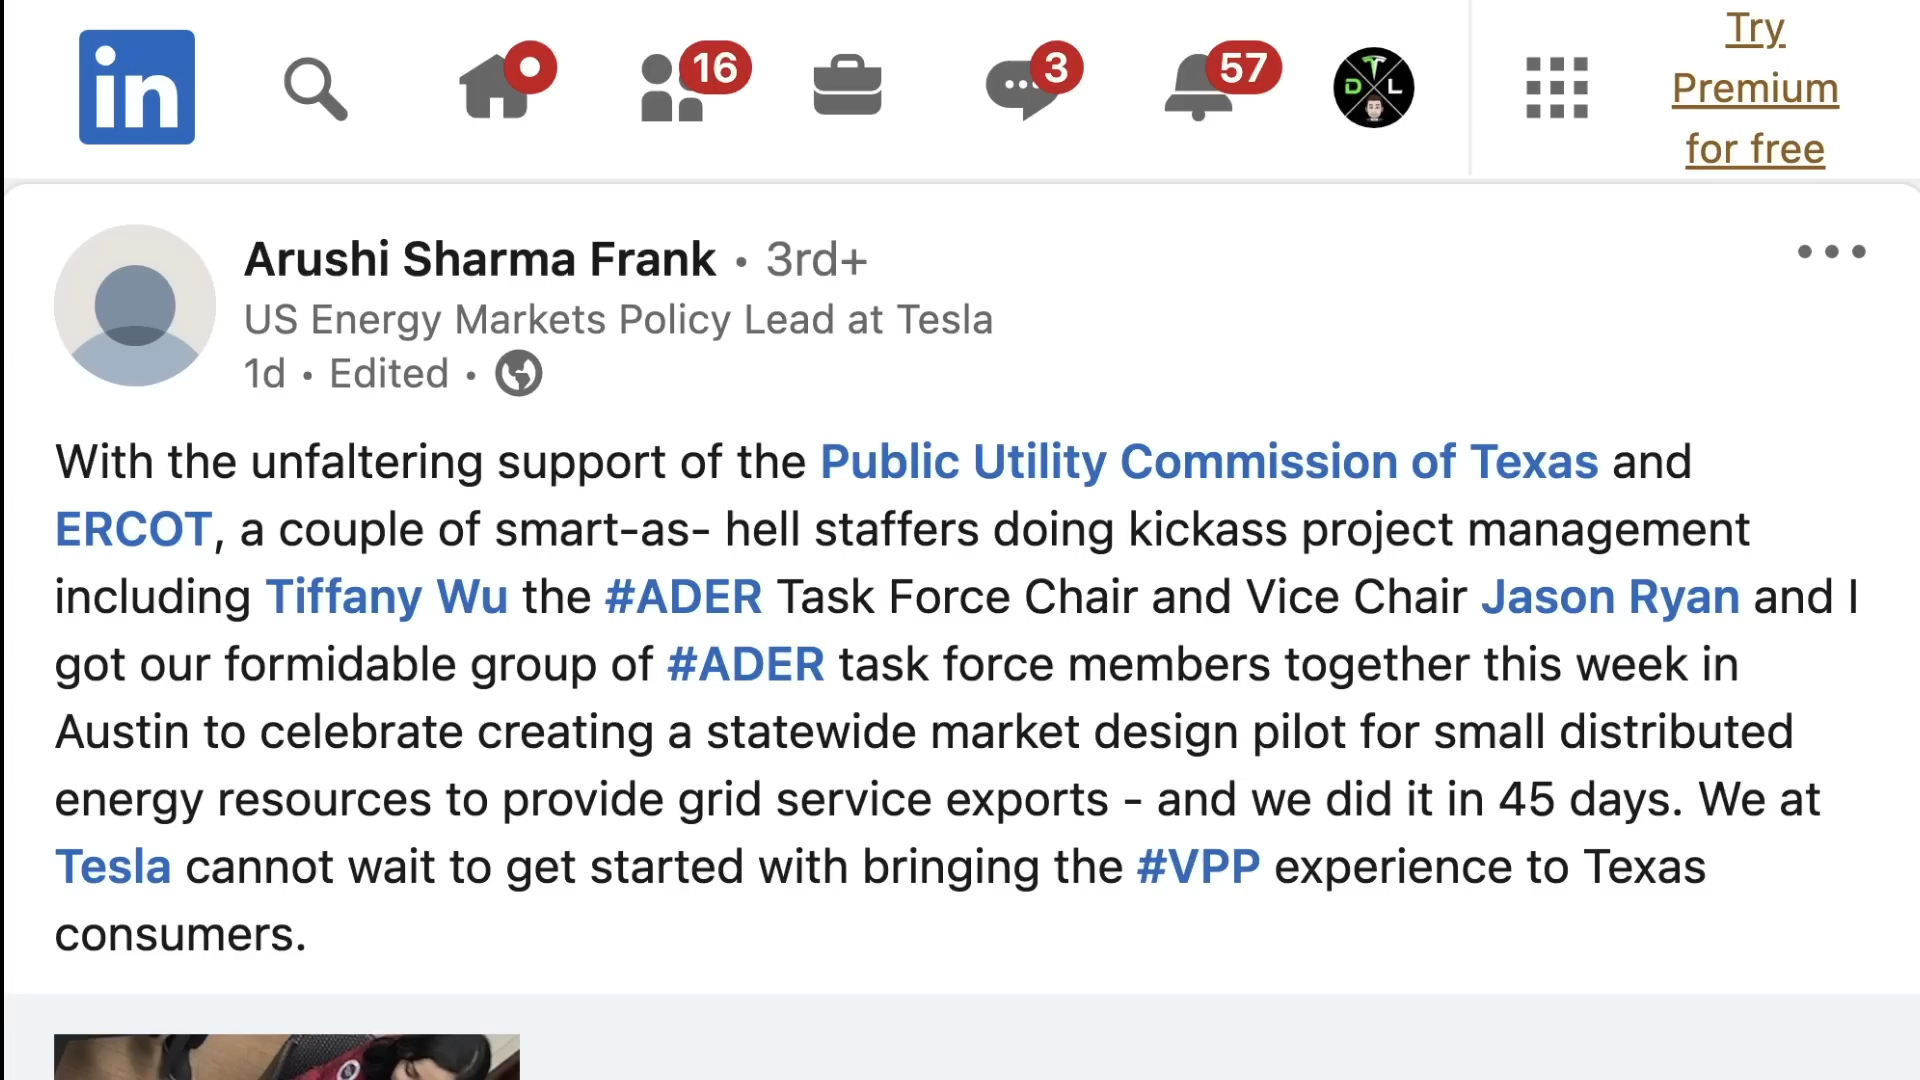 in
16
3
57
D T L
Try
Premium
for free
Arushi Sharma Frank • 3rd+
US Energy Markets Policy Lead at Tesla
1d • Edited •
With the unfaltering support of the Public Utility Commission of Texas and
ERCOT, a couple of smart-as- hell staffers doing kickass project management
including Tiffany Wu the #ADER Task Force Chair and Vice Chair Jason Ryan and I
got our formidable group of #ADER task force members together this week in
Austin to celebrate creating a statewide market design pilot for small distributed
energy resources to provide grid service exports - and we did it in 45 days. We at
Tesla cannot wait to get started with bringing the #VPP experience to Texas
consumers.